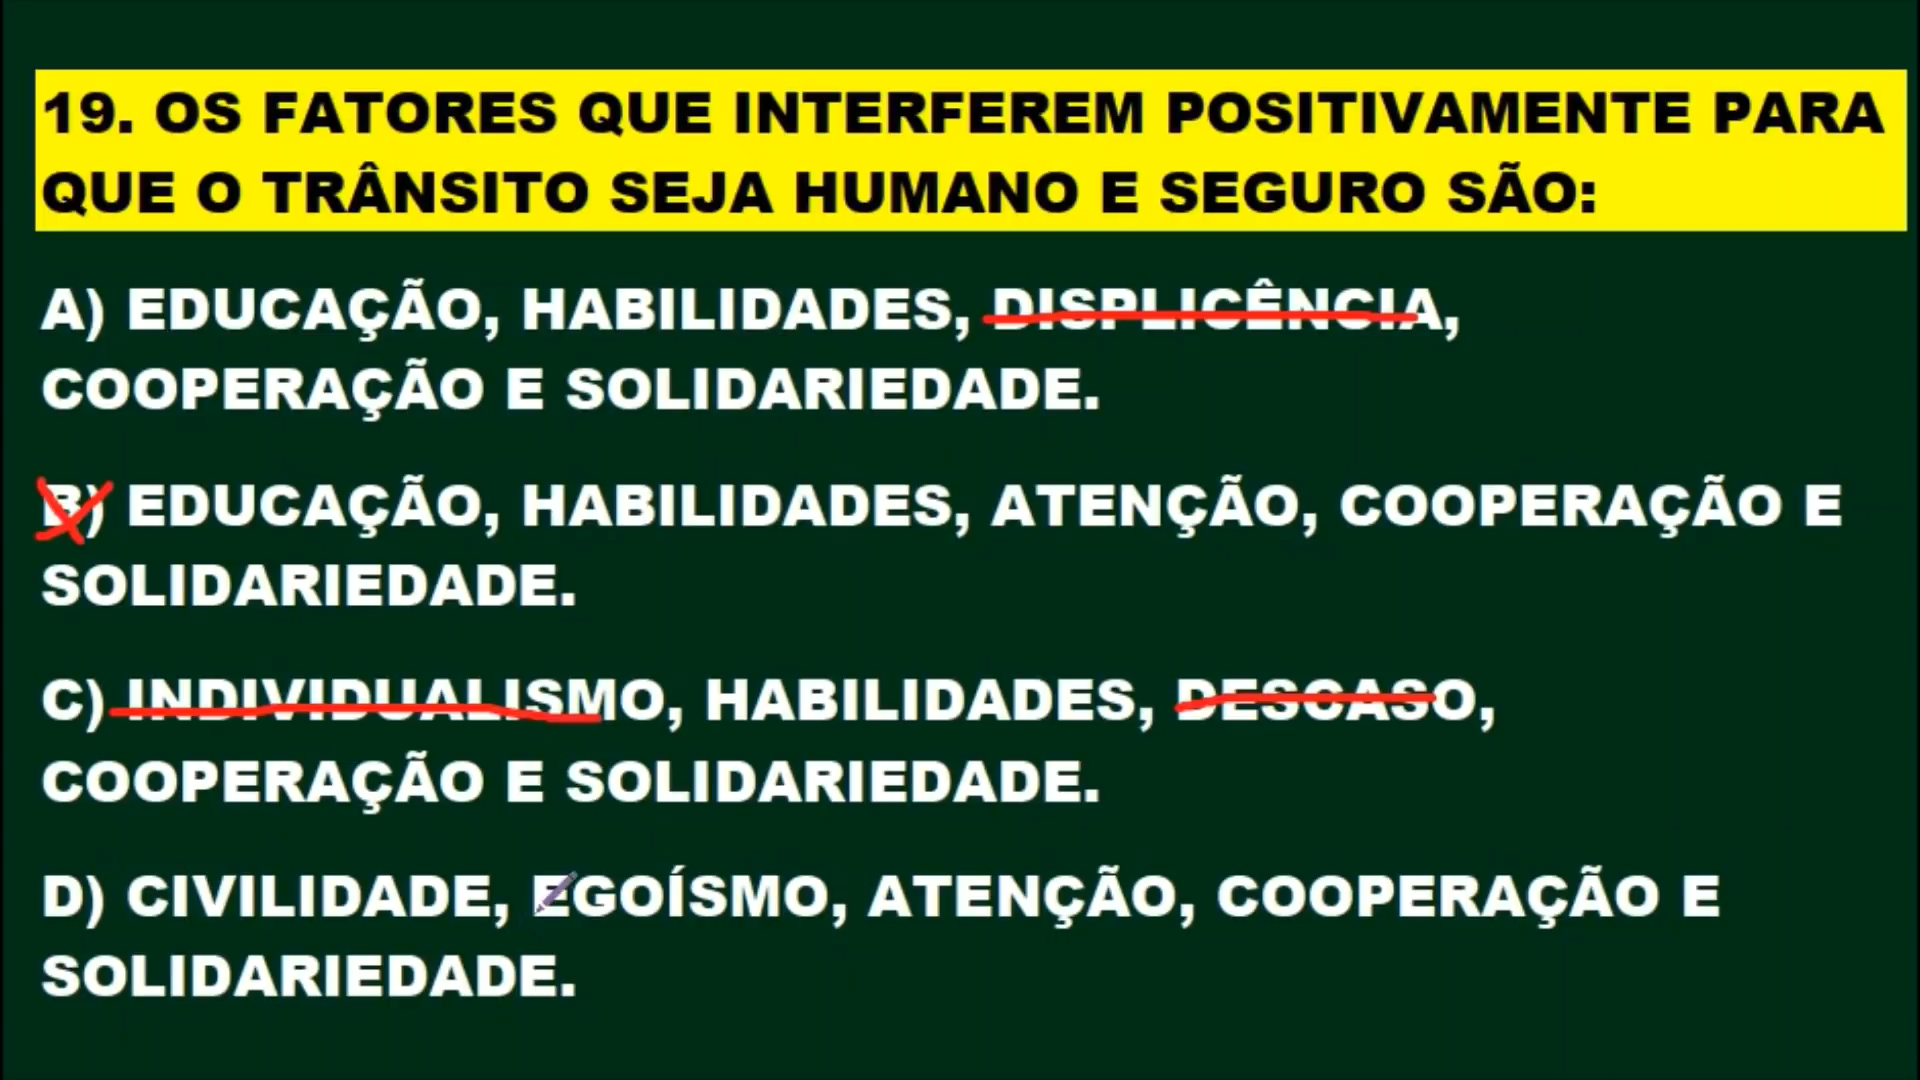 19. OS FATORES QUE INTERFEREM POSITIVAMENTE PARA
QUE O TRÂNSITO SEJA HUMANO E SEGURO SÃO:
A) EDUCAÇÃO, HABILIDADES, DISPLICÊNCIA,
COOPERAÇÃO E SOLIDARIEDADE.
B) EDUCAÇÃO, HABILIDADES, ATENÇÃO, COOPERAÇÃO E
SOLIDARIEDADE.
C) INDIVIDUALISMO, HABILIDADES, DESCASO,
COOPERAÇÃO E SOLIDARIEDADE.
D) CIVILIDADE, EGOÍSMO, ATENÇÃO, COOPERAÇÃO E
SOLIDARIEDADE.